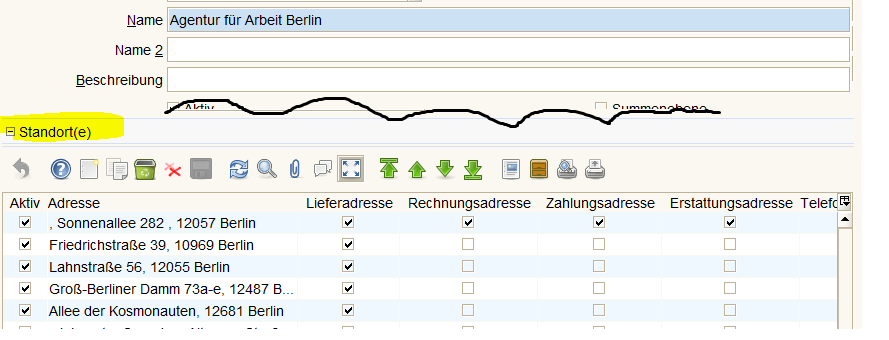 Name Agentur für Arbeit Berlin
Name 2
Beschreibung
Aktiv Summenebene
Standort(e)
Aktiv Adresse Lieferadresse Rechnungsadresse Zahlungsadresse Erstattungsadresse Telefo
, Sonnenallee 282 , 12057 Berlin
Friedrichstraße 39, 10969 Berlin
Lahnstraße 56, 12055 Berlin
Groß-Berliner Damm 73a-e, 12487 B...
Allee der Kosmonauten, 12681 Berlin